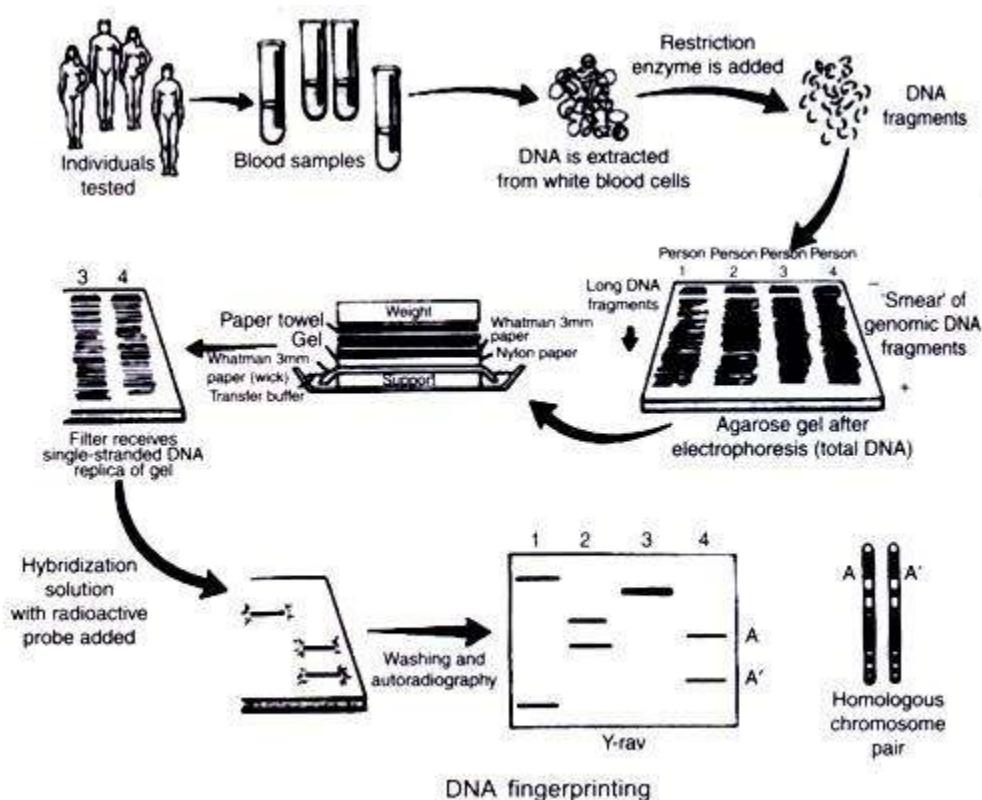 Individuals
tested
Blood samples
DNA is extracted
from white blood cells
Restriction
enzyme is added
DNA
fragments
Person Person Person Person
1 2 3 4
Long DNA
fragments
−
'Smear' of
genomic DNA
fragments
+
Agarose gel after
electrophoresis (total DNA)
Weight
Paper towel
Gel
Whatman 3mm
paper (wick)
Transfer buffer
Support
Whatman 3mm
paper
Nylon paper
3 4
Filter receives
single-stranded DNA
replica of gel
Hybridization
solution
with radioactive
probe added
Washing and
autoradiography
1 2 3 4
A
A′
Y-rav
A A′
Homologous
chromosome
pair
DNA fingerprinting